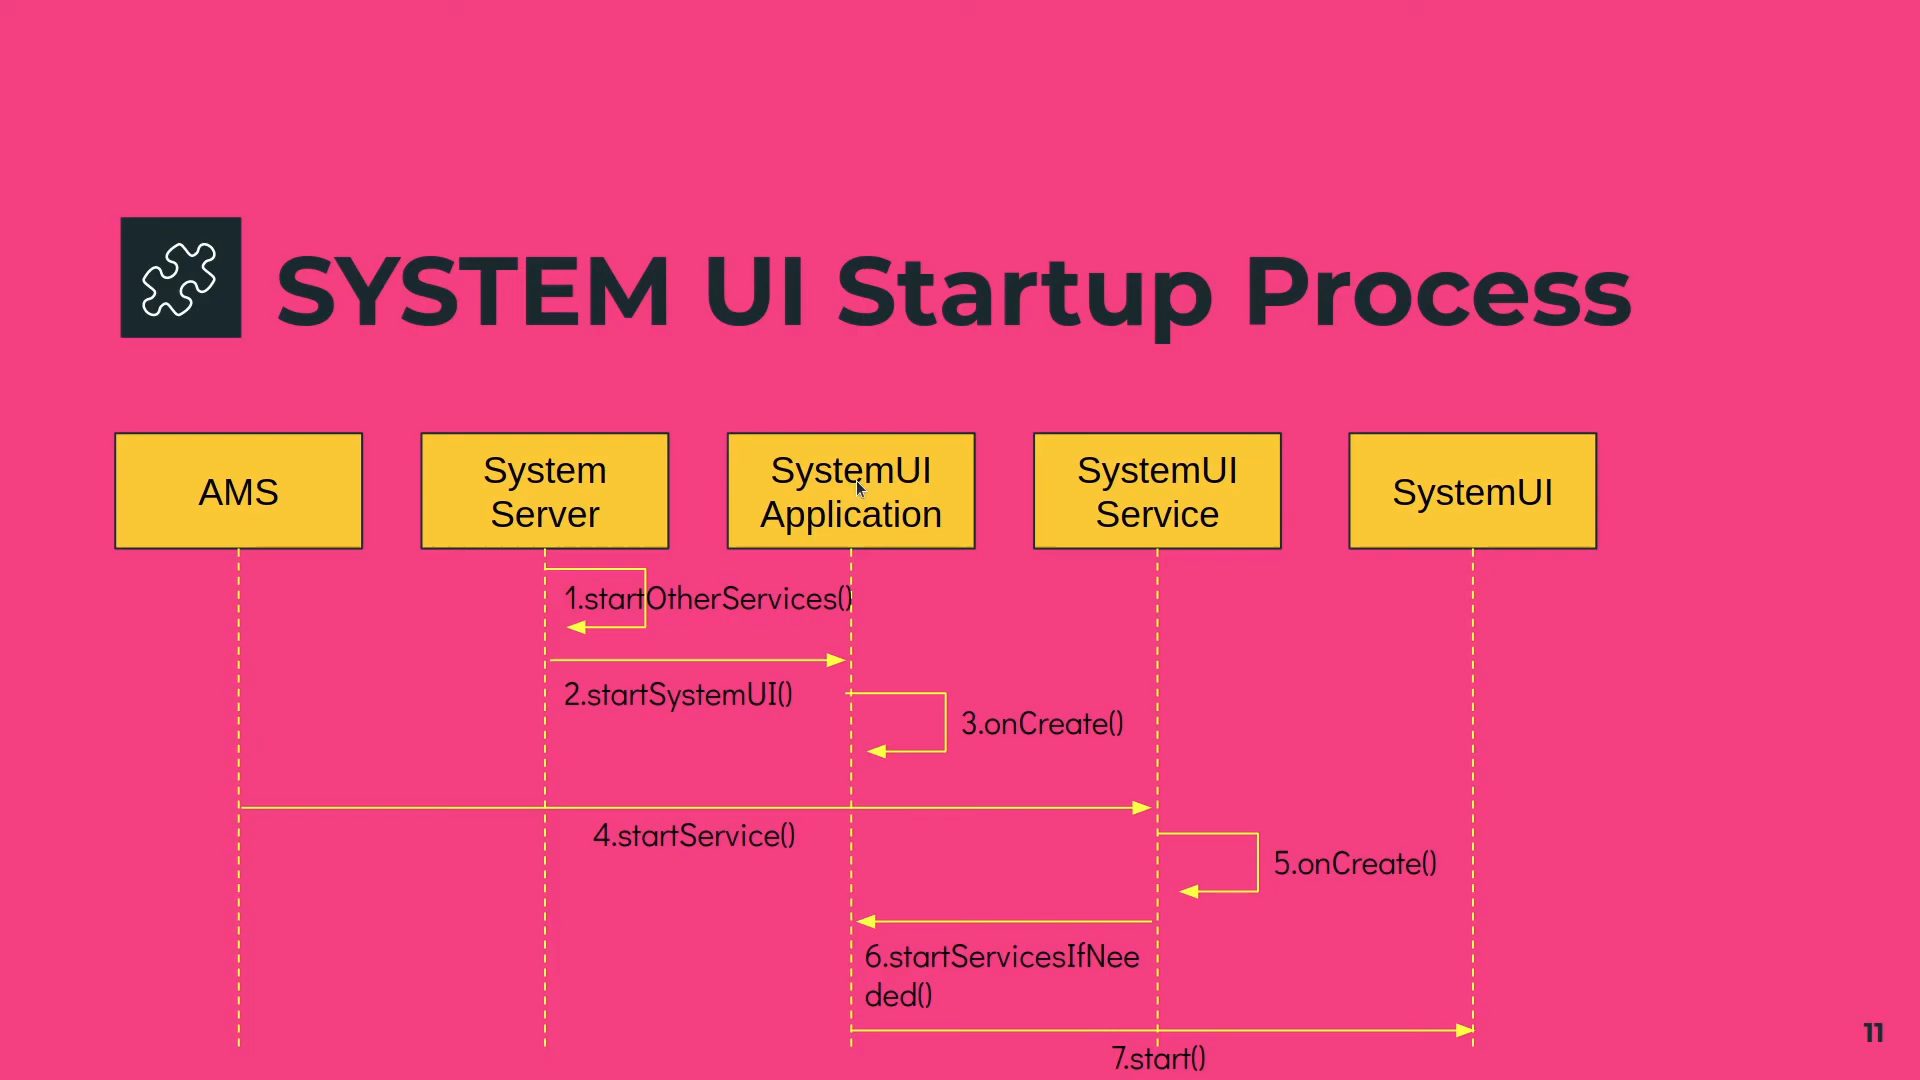 SYSTEM UI Startup Process
AMS
System
Server
SystemUI
Application
SystemUI
Service
SystemUI
1.startOtherServices()
2.startSystemUI()
3.onCreate()
4.startService()
5.onCreate()
6.startServicesIfNee
ded()
7.start()
11